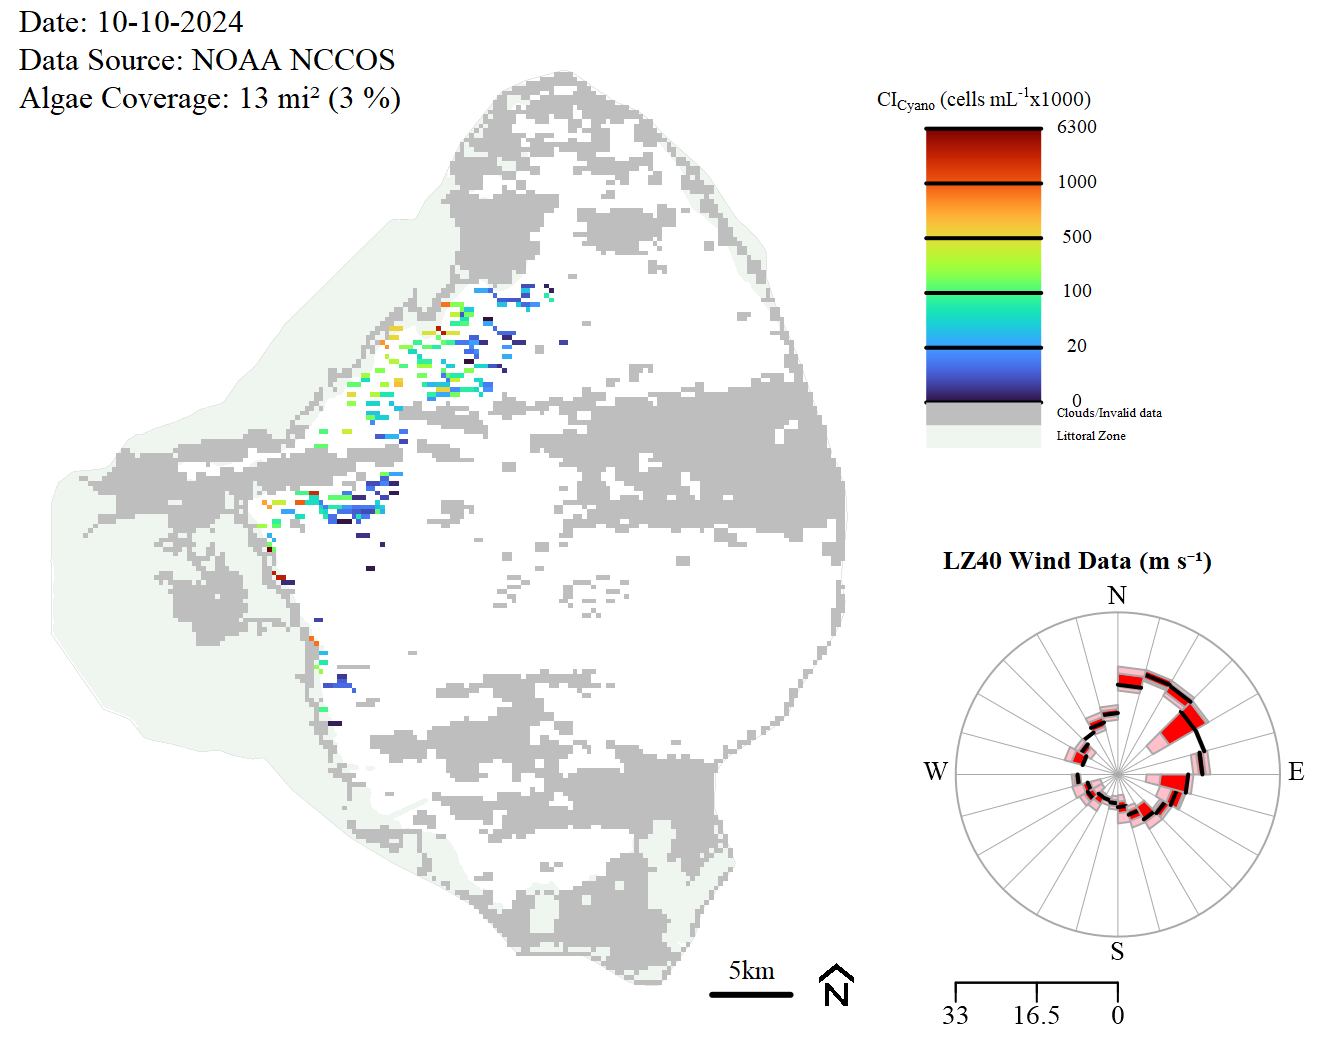 Date: 10-10-2024
Data Source: NOAA NCCOS
Algae Coverage: 13 mi² (3 %)
CI_Cyano (cells mL⁻¹x1000)
6300
1000
500
100
20
0
Clouds/Invalid data
Littoral Zone
LZ40 Wind Data (m s⁻¹)
N
W
E
S
5km
N
33
16.5
0